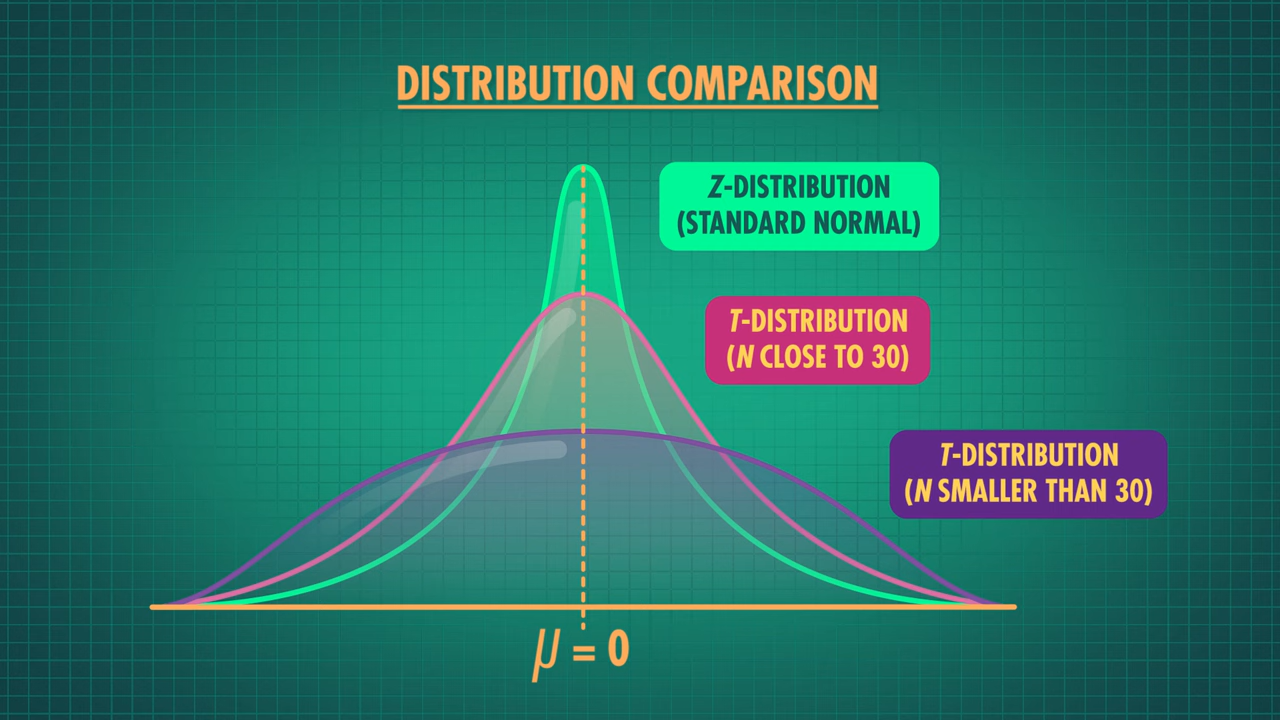 DISTRIBUTION COMPARISON
Z-DISTRIBUTION
(STANDARD NORMAL)
T-DISTRIBUTION
(N CLOSE TO 30)
T-DISTRIBUTION
(N SMALLER THAN 30)
μ = 0